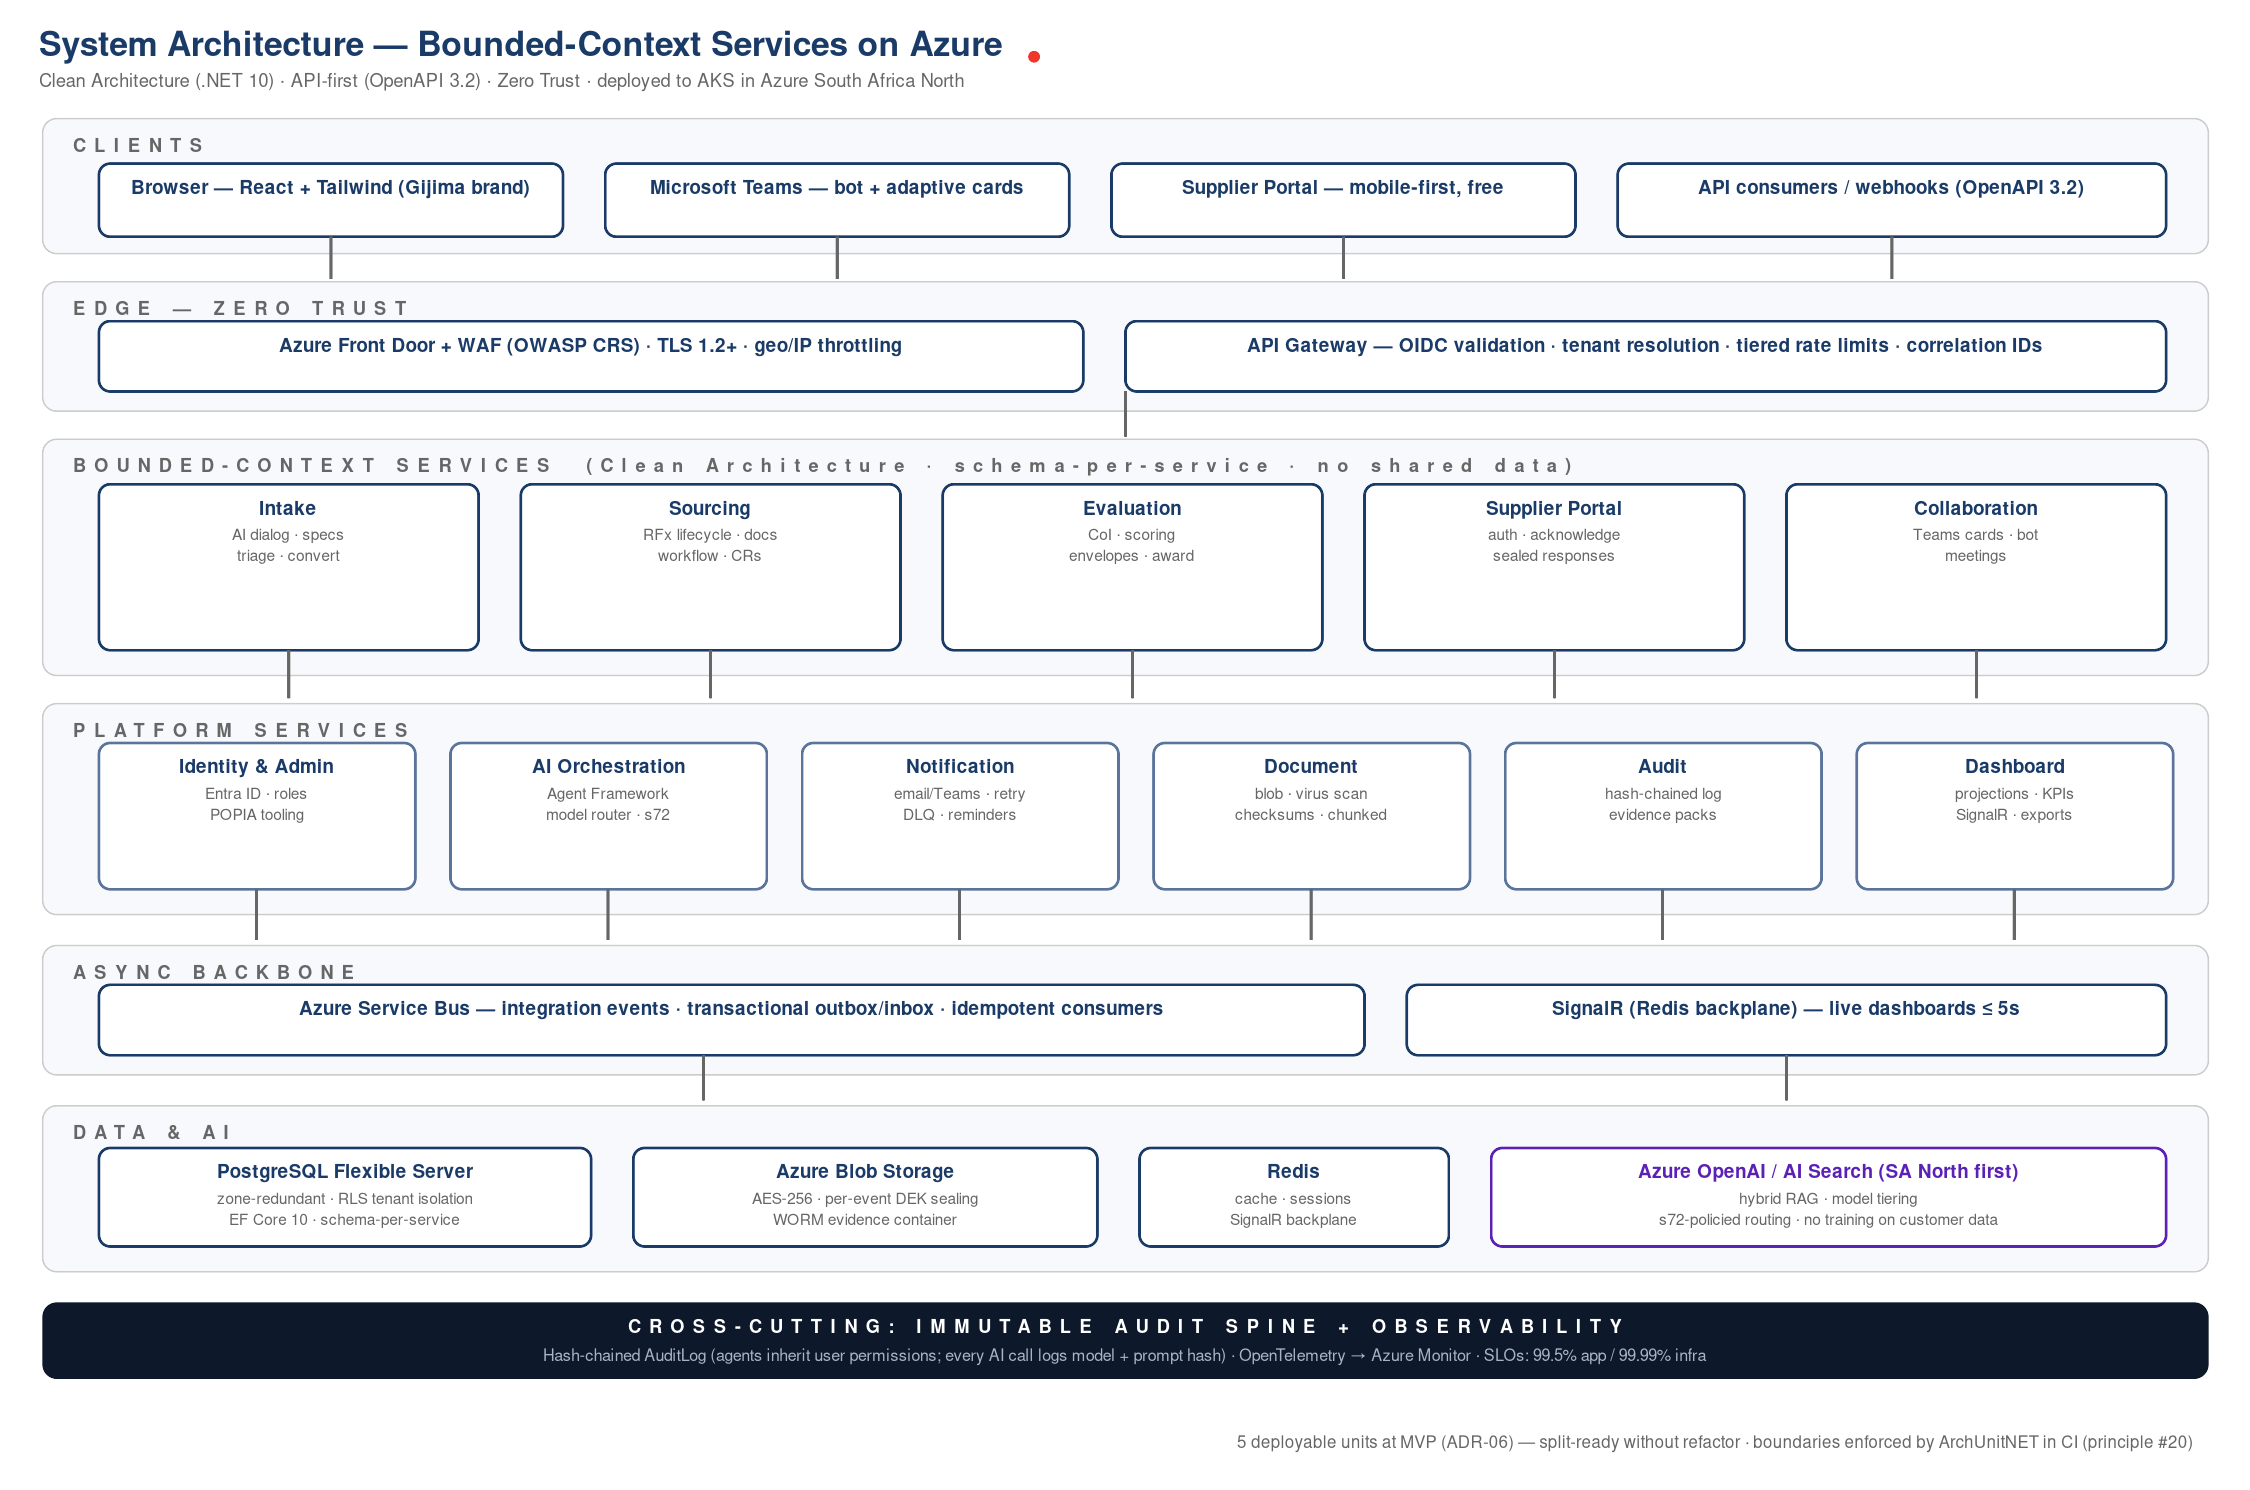 System Architecture — Bounded-Context Services on Azure
Clean Architecture (.NET 10) · API-first (OpenAPI 3.2) · Zero Trust · deployed to AKS in Azure South Africa North
CLIENTS
Browser — React + Tailwind (Gijima brand)
Microsoft Teams — bot + adaptive cards
Supplier Portal — mobile-first, free
API consumers / webhooks (OpenAPI 3.2)
EDGE — ZERO TRUST
Azure Front Door + WAF (OWASP CRS) · TLS 1.2+ · geo/IP throttling
API Gateway — OIDC validation · tenant resolution · tiered rate limits · correlation IDs
BOUNDED-CONTEXT SERVICES (Clean Architecture · schema-per-service · no shared data)
Intake
AI dialog · specs
triage · convert
Sourcing
RFx lifecycle · docs
workflow · CRs
Evaluation
CoI · scoring
envelopes · award
Supplier Portal
auth · acknowledge
sealed responses
Collaboration
Teams cards · bot
meetings
PLATFORM SERVICES
Identity & Admin
Entra ID · roles
POPIA tooling
AI Orchestration
Agent Framework
model router · s72
Notification
email/Teams · retry
DLQ · reminders
Document
blob · virus scan
checksums · chunked
Audit
hash-chained log
evidence packs
Dashboard
projections · KPIs
SignalR · exports
ASYNC BACKBONE
Azure Service Bus — integration events · transactional outbox/inbox · idempotent consumers
SignalR (Redis backplane) — live dashboards ≤ 5s
DATA & AI
PostgreSQL Flexible Server
zone-redundant · RLS tenant isolation
EF Core 10 · schema-per-service
Azure Blob Storage
AES-256 · per-event DEK sealing
WORM evidence container
Redis
cache · sessions
SignalR backplane
Azure OpenAI / AI Search (SA North first)
hybrid RAG · model tiering
s72-policied routing · no training on customer data
CROSS-CUTTING: IMMUTABLE AUDIT SPINE + OBSERVABILITY
Hash-chained AuditLog (agents inherit user permissions; every AI call logs model + prompt hash) · OpenTelemetry → Azure Monitor · SLOs: 99.5% app / 99.99% infra
5 deployable units at MVP (ADR-06) — split-ready without refactor · boundaries enforced by ArchUnitNET in CI (principle #20)